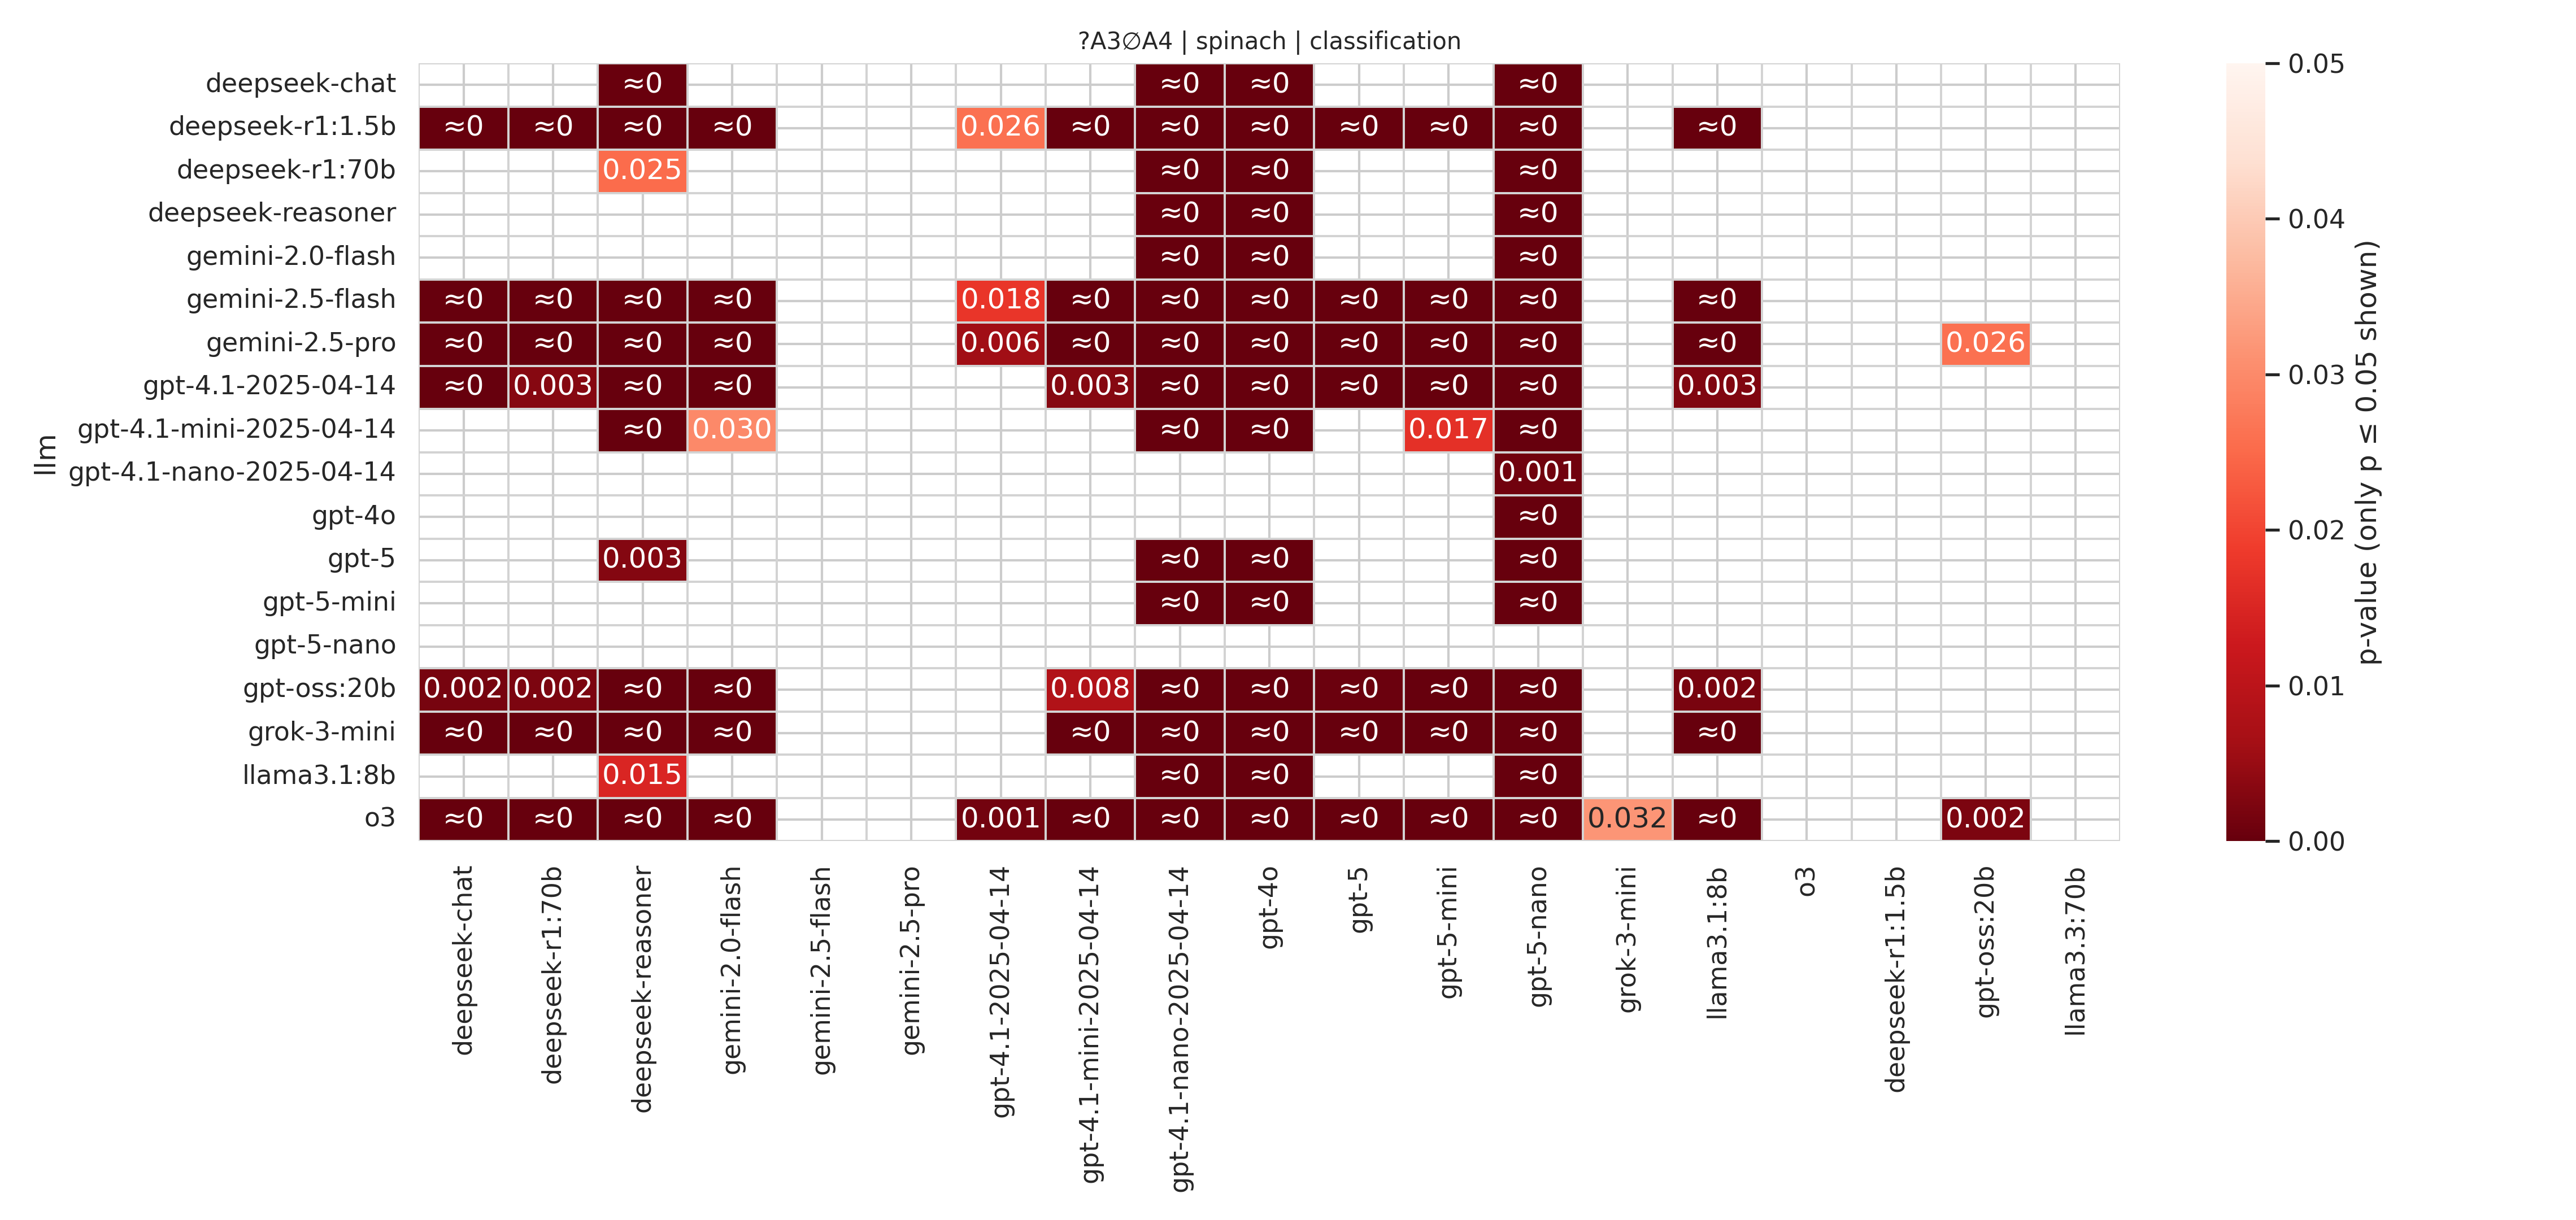 ?A3∅A4 | spinach | classification
deepseek-chat ≈0 ≈0 ≈0 ≈0
deepseek-r1:1.5b ≈0 ≈0 ≈0 ≈0 0.026 ≈0 ≈0 ≈0 ≈0 ≈0 ≈0 ≈0
deepseek-r1:70b 0.025 ≈0 ≈0 ≈0
deepseek-reasoner ≈0 ≈0 ≈0
gemini-2.0-flash ≈0 ≈0 ≈0
gemini-2.5-flash ≈0 ≈0 ≈0 ≈0 0.018 ≈0 ≈0 ≈0 ≈0 ≈0 ≈0 ≈0
gemini-2.5-pro ≈0 ≈0 ≈0 ≈0 0.006 ≈0 ≈0 ≈0 ≈0 ≈0 ≈0 ≈0 0.026
gpt-4.1-2025-04-14 ≈0 0.003 ≈0 ≈0 0.003 ≈0 ≈0 ≈0 ≈0 ≈0 0.003
gpt-4.1-mini-2025-04-14 ≈0 0.030 ≈0 ≈0 0.017 ≈0
gpt-4.1-nano-2025-04-14 0.001
gpt-4o ≈0
gpt-5 0.003 ≈0 ≈0 ≈0
gpt-5-mini ≈0 ≈0 ≈0
gpt-5-nano
gpt-oss:20b 0.002 0.002 ≈0 ≈0 0.008 ≈0 ≈0 ≈0 ≈0 ≈0 0.002
grok-3-mini ≈0 ≈0 ≈0 ≈0 ≈0 ≈0 ≈0 ≈0 ≈0 ≈0 ≈0
llama3.1:8b 0.015 ≈0 ≈0 ≈0
o3 ≈0 ≈0 ≈0 ≈0 0.001 ≈0 ≈0 ≈0 ≈0 ≈0 ≈0 0.032 ≈0 0.002
llm
deepseek-chat
deepseek-r1:70b
deepseek-reasoner
gemini-2.0-flash
gemini-2.5-flash
gemini-2.5-pro
gpt-4.1-2025-04-14
gpt-4.1-mini-2025-04-14
gpt-4.1-nano-2025-04-14
gpt-4o
gpt-5
gpt-5-mini
gpt-5-nano
grok-3-mini
llama3.1:8b
o3
deepseek-r1:1.5b
gpt-oss:20b
llama3.3:70b
0.05
0.04
0.03
0.02
0.01
0.00
p-value (only p ≤ 0.05 shown)